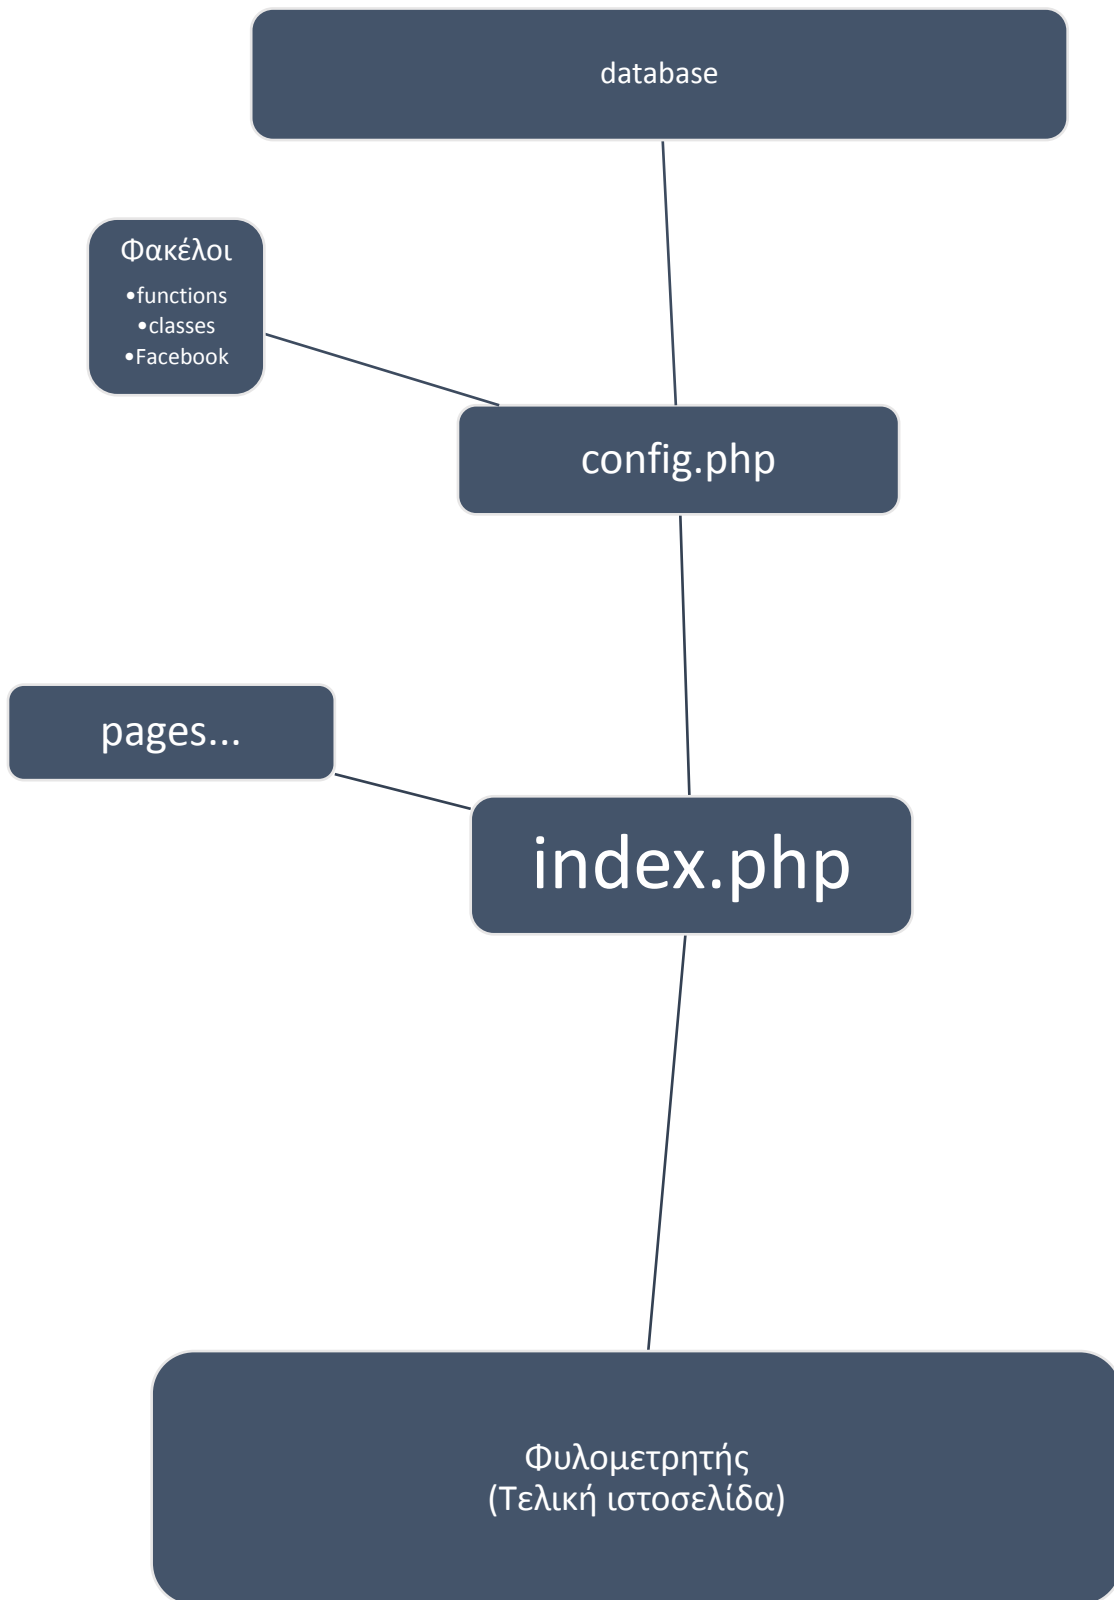 database
Φακέλοι
•functions
•classes
•Facebook
config.php
pages...
index.php
Φυλομετρητής
(Τελική ιστοσελίδα)